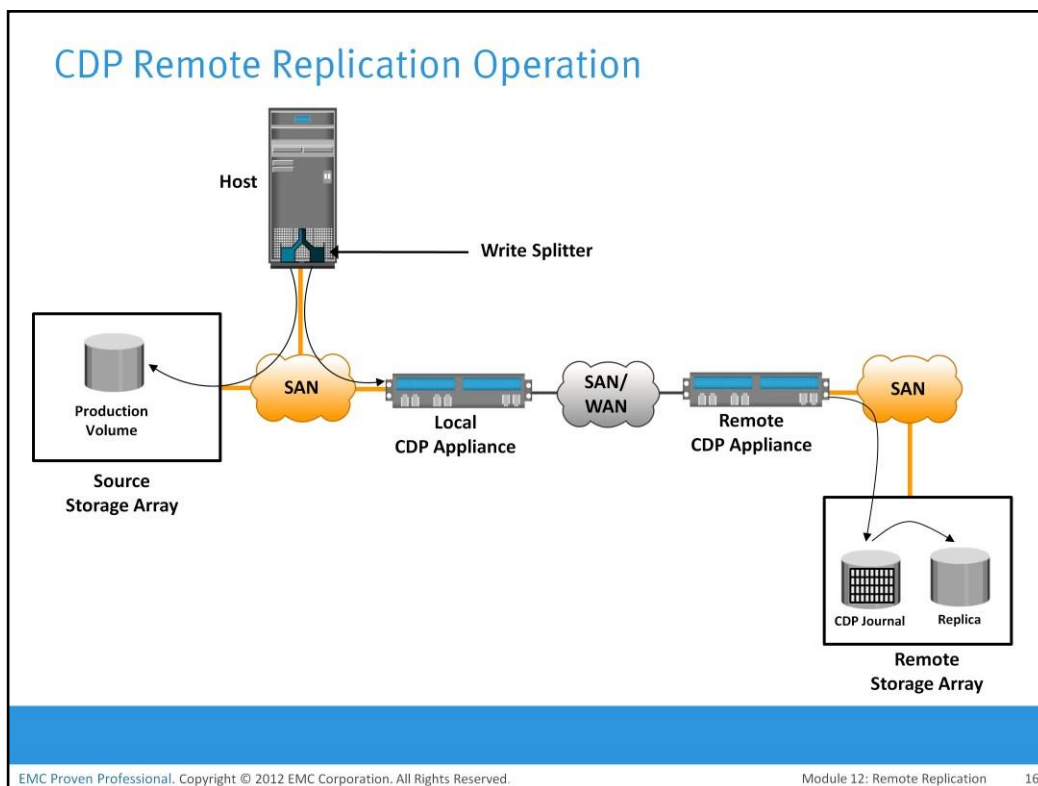 CDP Remote Replication Operation
Host
Write Splitter
Production
Volume
Source
Storage Array
SAN
Local
CDP Appliance
SAN/
WAN
Remote
CDP Appliance
SAN
CDP Journal
Replica
Remote
Storage Array
EMC Proven Professional. Copyright © 2012 EMC Corporation. All Rights Reserved.
Module 12: Remote Replication 16